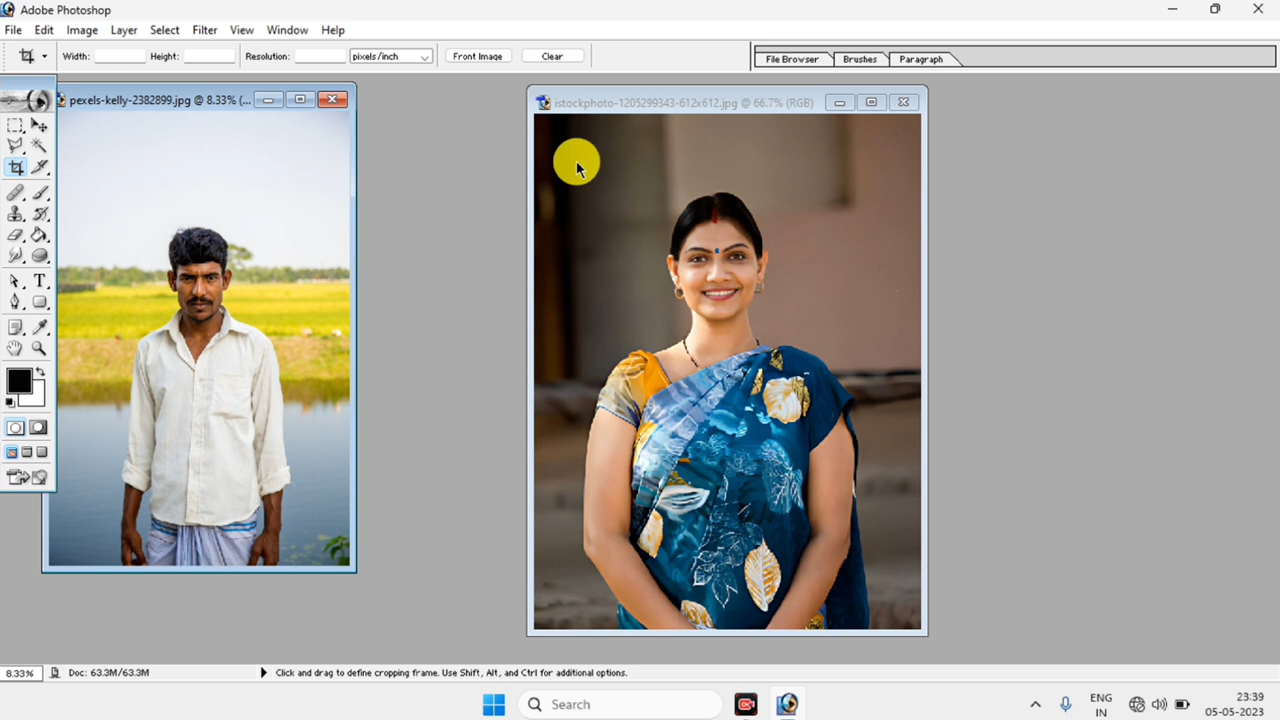 Adobe Photoshop
File Edit Image Layer Select Filter View Window Help
Width: Height: Resolution: pixels/inch Front Image Clear File Browser Brushes Paragraph
pexels-kelly-2382899.jpg @ 8.33% (...
istockphoto-1205299343-612x612.jpg @ 66.7% (RGB)
T
8.33% Doc: 63.3M/63.3M Click and drag to define cropping frame. Use Shift, Alt, and Ctrl for additional options.
Search
ENG
IN
23:39
05-05-2023